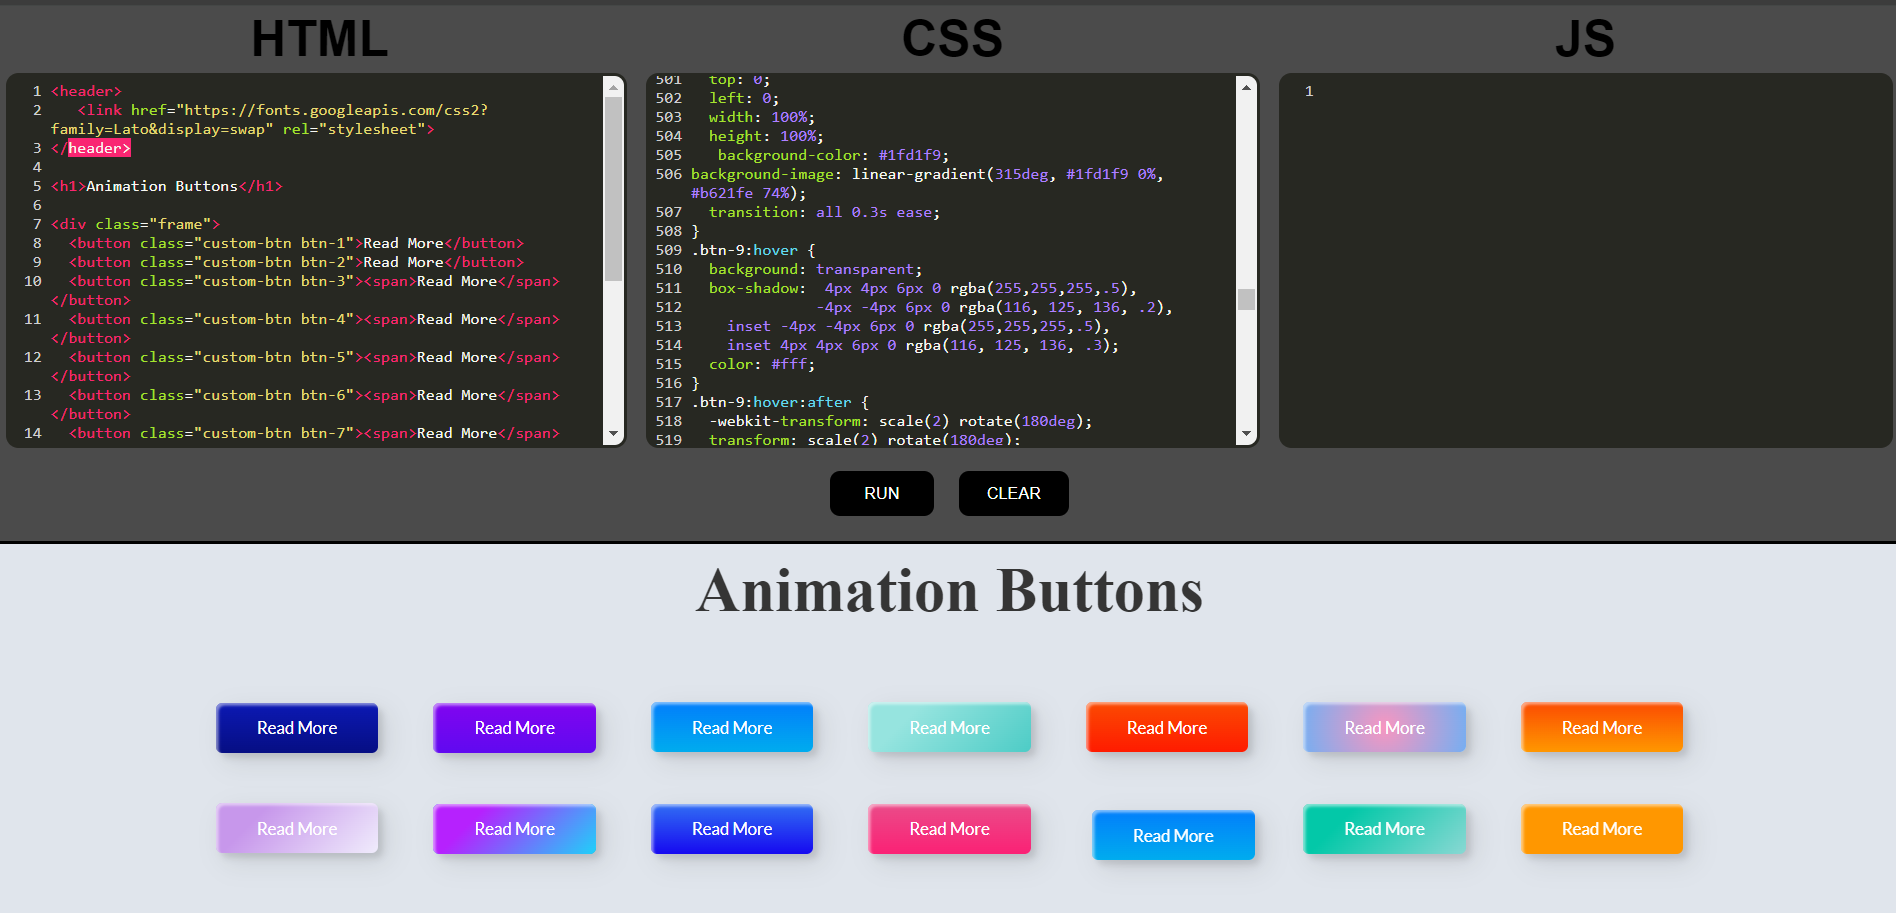 HTML
CSS
JS
1 <header>
2 <link href="https://fonts.googleapis.com/css2?
family=Lato&display=swap" rel="stylesheet">
3 </header>
4
5 <h1>Animation Buttons</h1>
6
7 <div class="frame">
8 <button class="custom-btn btn-1">Read More</button>
9 <button class="custom-btn btn-2">Read More</button>
10 <button class="custom-btn btn-3"><span>Read More</span>
</button>
11 <button class="custom-btn btn-4"><span>Read More</span>
</button>
12 <button class="custom-btn btn-5"><span>Read More</span>
</button>
13 <button class="custom-btn btn-6"><span>Read More</span>
</button>
14 <button class="custom-btn btn-7"><span>Read More</span>
501 top: 0;
502 left: 0;
503 width: 100%;
504 height: 100%;
505 background-color: #1fd1f9;
506 background-image: linear-gradient(315deg, #1fd1f9 0%,
#b621fe 74%);
507 transition: all 0.3s ease;
508 }
509 .btn-9:hover {
510 background: transparent;
511 box-shadow: 4px 4px 6px 0 rgba(255,255,255,.5),
512 -4px -4px 6px 0 rgba(116, 125, 136, .2),
513 inset -4px -4px 6px 0 rgba(255,255,255,.5),
514 inset 4px 4px 6px 0 rgba(116, 125, 136, .3);
515 color: #fff;
516 }
517 .btn-9:hover:after {
518 -webkit-transform: scale(2) rotate(180deg);
519 transform: scale(2) rotate(180deg);
1
RUN
CLEAR
Animation Buttons
Read More
Read More
Read More
Read More
Read More
Read More
Read More
Read More
Read More
Read More
Read More
Read More
Read More
Read More